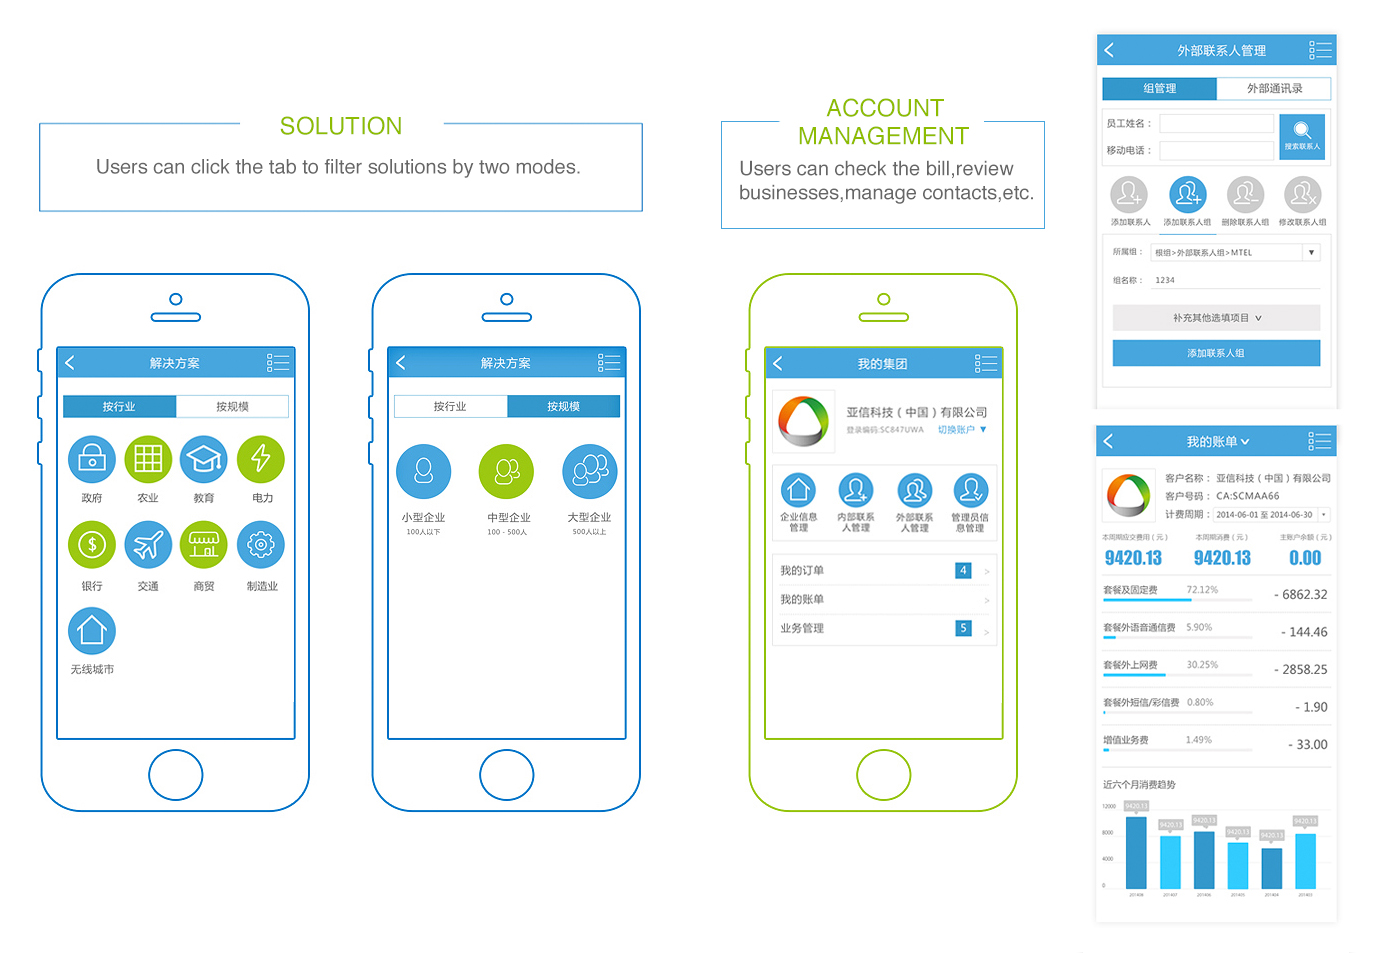 SOLUTION
Users can click the tab to filter solutions by two modes.
解决方案
按行业
按规模
政府
农业
教育
电力
银行
交通
商贸
制造业
无线城市
解决方案
按行业
按规模
小型企业
中型企业
大型企业
100人以下
100 - 500人
500人以上
ACCOUNT
MANAGEMENT
Users can check the bill,review
businesses,manage contacts,etc.
我的集团
亚信科技（中国）有限公司
登录编码:SC847UWA
切换账户 ▼
企业信息
管理
内部联系
人管理
外部联系
人管理
管理员信
息管理
我的订单
4
我的账单
业务管理
5
外部联系人管理
组管理
外部通讯录
员工姓名：
移动电话：
搜索联系人
添加联系人
添加联系人组
删除联系人组
修改联系人组
所属组：
根组>外部联系人组>MTEL
组名称：
1234
补充其他选填项目
添加联系人组
我的账单
客户名称： 亚信科技（中国）有限公司
客户号码： CA:SCMAA66
计费周期： 2014-06-01 至 2014-06-30
本周期应交费用（元）
本周期消费（元）
主账户余额（元）
9420.13
9420.13
0.00
套餐及固定费 72.12% - 6862.32
套餐外语音通信费 5.90% - 144.46
套餐外上网费 30.25% - 2858.25
套餐外短信/彩信费 0.80% - 1.90
增值业务费 1.49% - 33.00
近六个月消费趋势
12000
8000
4000
0
9420.13
9420.13
9420.13
9420.13
9420.13
9420.13
201408
201407
201406
201405
201404
201403